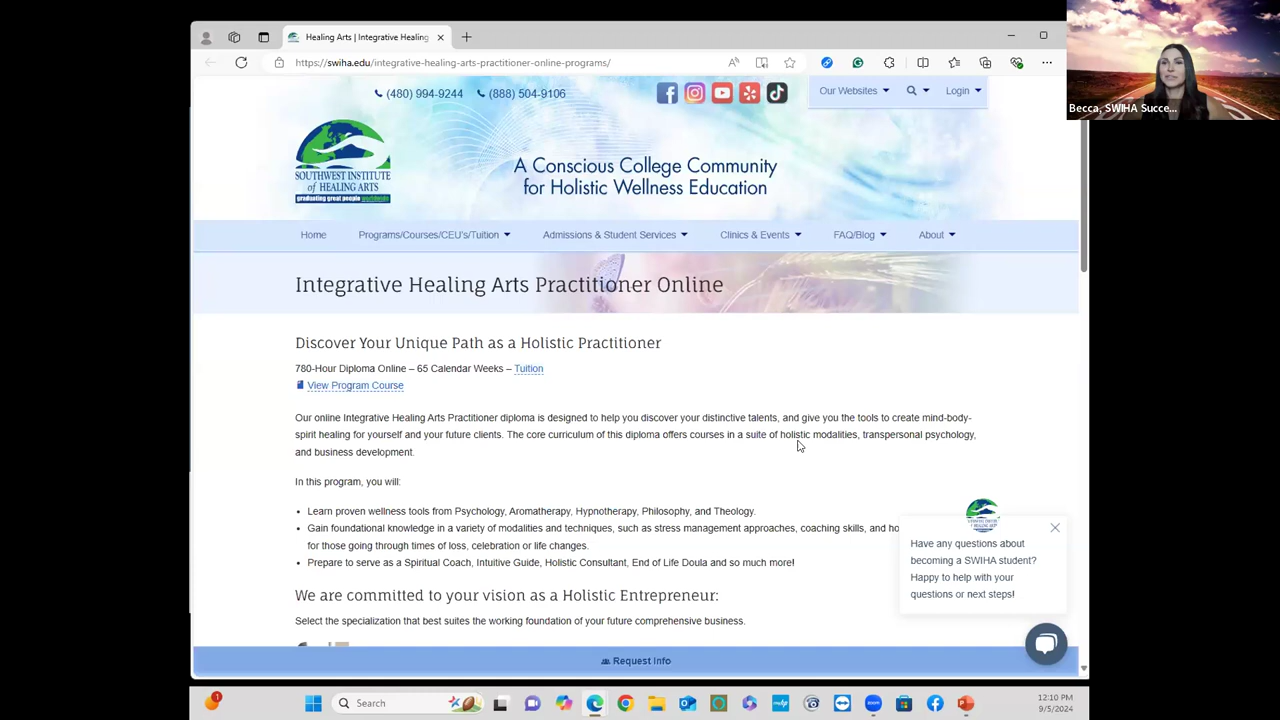 Healing Arts | Integrative Healing
https://swiha.edu/integrative-healing-arts-practitioner-online-programs/
Becca, SWIHA Succe...
(480) 994-9244 (888) 504-9106
Our Websites
Login
SOUTHWEST INSTITUTE
of HEALING ARTS
graduating great people worldwide
A Conscious College Community
for Holistic Wellness Education
Home Programs/Courses/CEU's/Tuition Admissions & Student Services Clinics & Events FAQ/Blog About
Integrative Healing Arts Practitioner Online
Discover Your Unique Path as a Holistic Practitioner
780-Hour Diploma Online – 65 Calendar Weeks – Tuition
View Program Course
Our online Integrative Healing Arts Practitioner diploma is designed to help you discover your distinctive talents, and give you the tools to create mind-body-
spirit healing for yourself and your future clients. The core curriculum of this diploma offers courses in a suite of holistic modalities, transpersonal psychology,
and business development.
In this program, you will:
• Learn proven wellness tools from Psychology, Aromatherapy, Hypnotherapy, Philosophy, and Theology.
• Gain foundational knowledge in a variety of modalities and techniques, such as stress management approaches, coaching skills, and ho
for those going through times of loss, celebration or life changes.
• Prepare to serve as a Spiritual Coach, Intuitive Guide, Holistic Consultant, End of Life Doula and so much more!
We are committed to your vision as a Holistic Entrepreneur:
Select the specialization that best suites the working foundation of your future comprehensive business.
Have any questions about
becoming a SWIHA student?
Happy to help with your
questions or next steps!
Request Info
1
Search
12:10 PM
9/5/2024